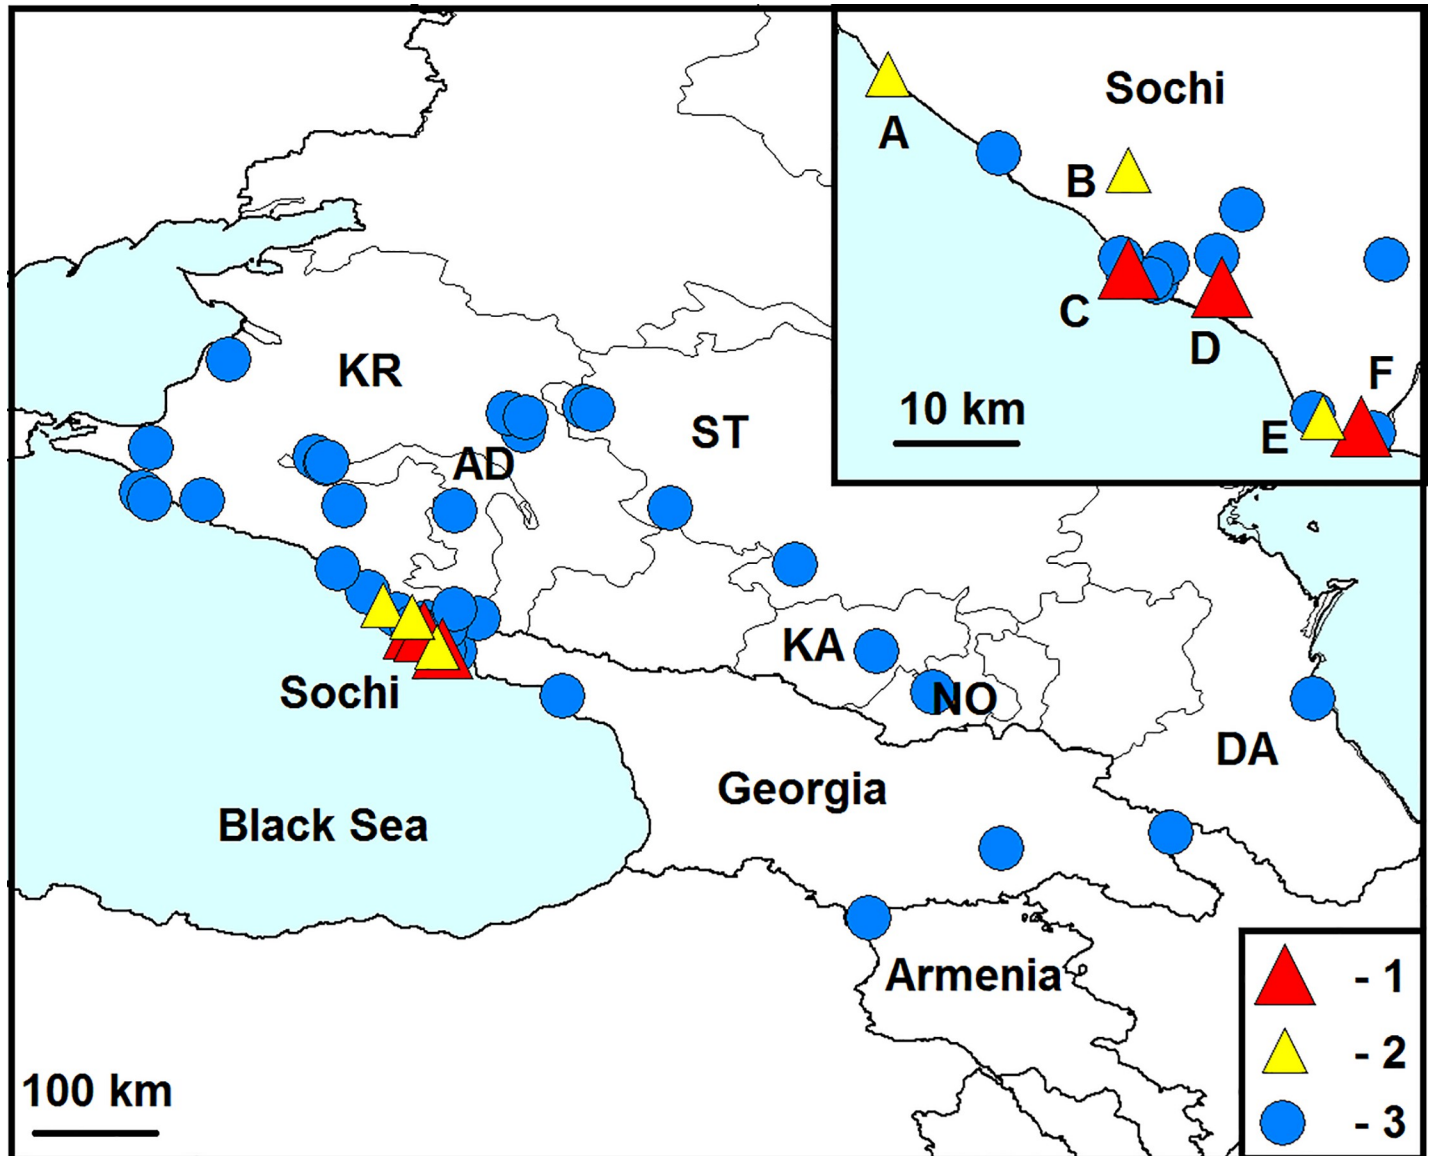 Sochi
A
B
C
D
F
E
10 km
KR
ST
AD
KA
NO
Sochi
DA
Georgia
Black Sea
Armenia
- 1
- 2
- 3
100 km